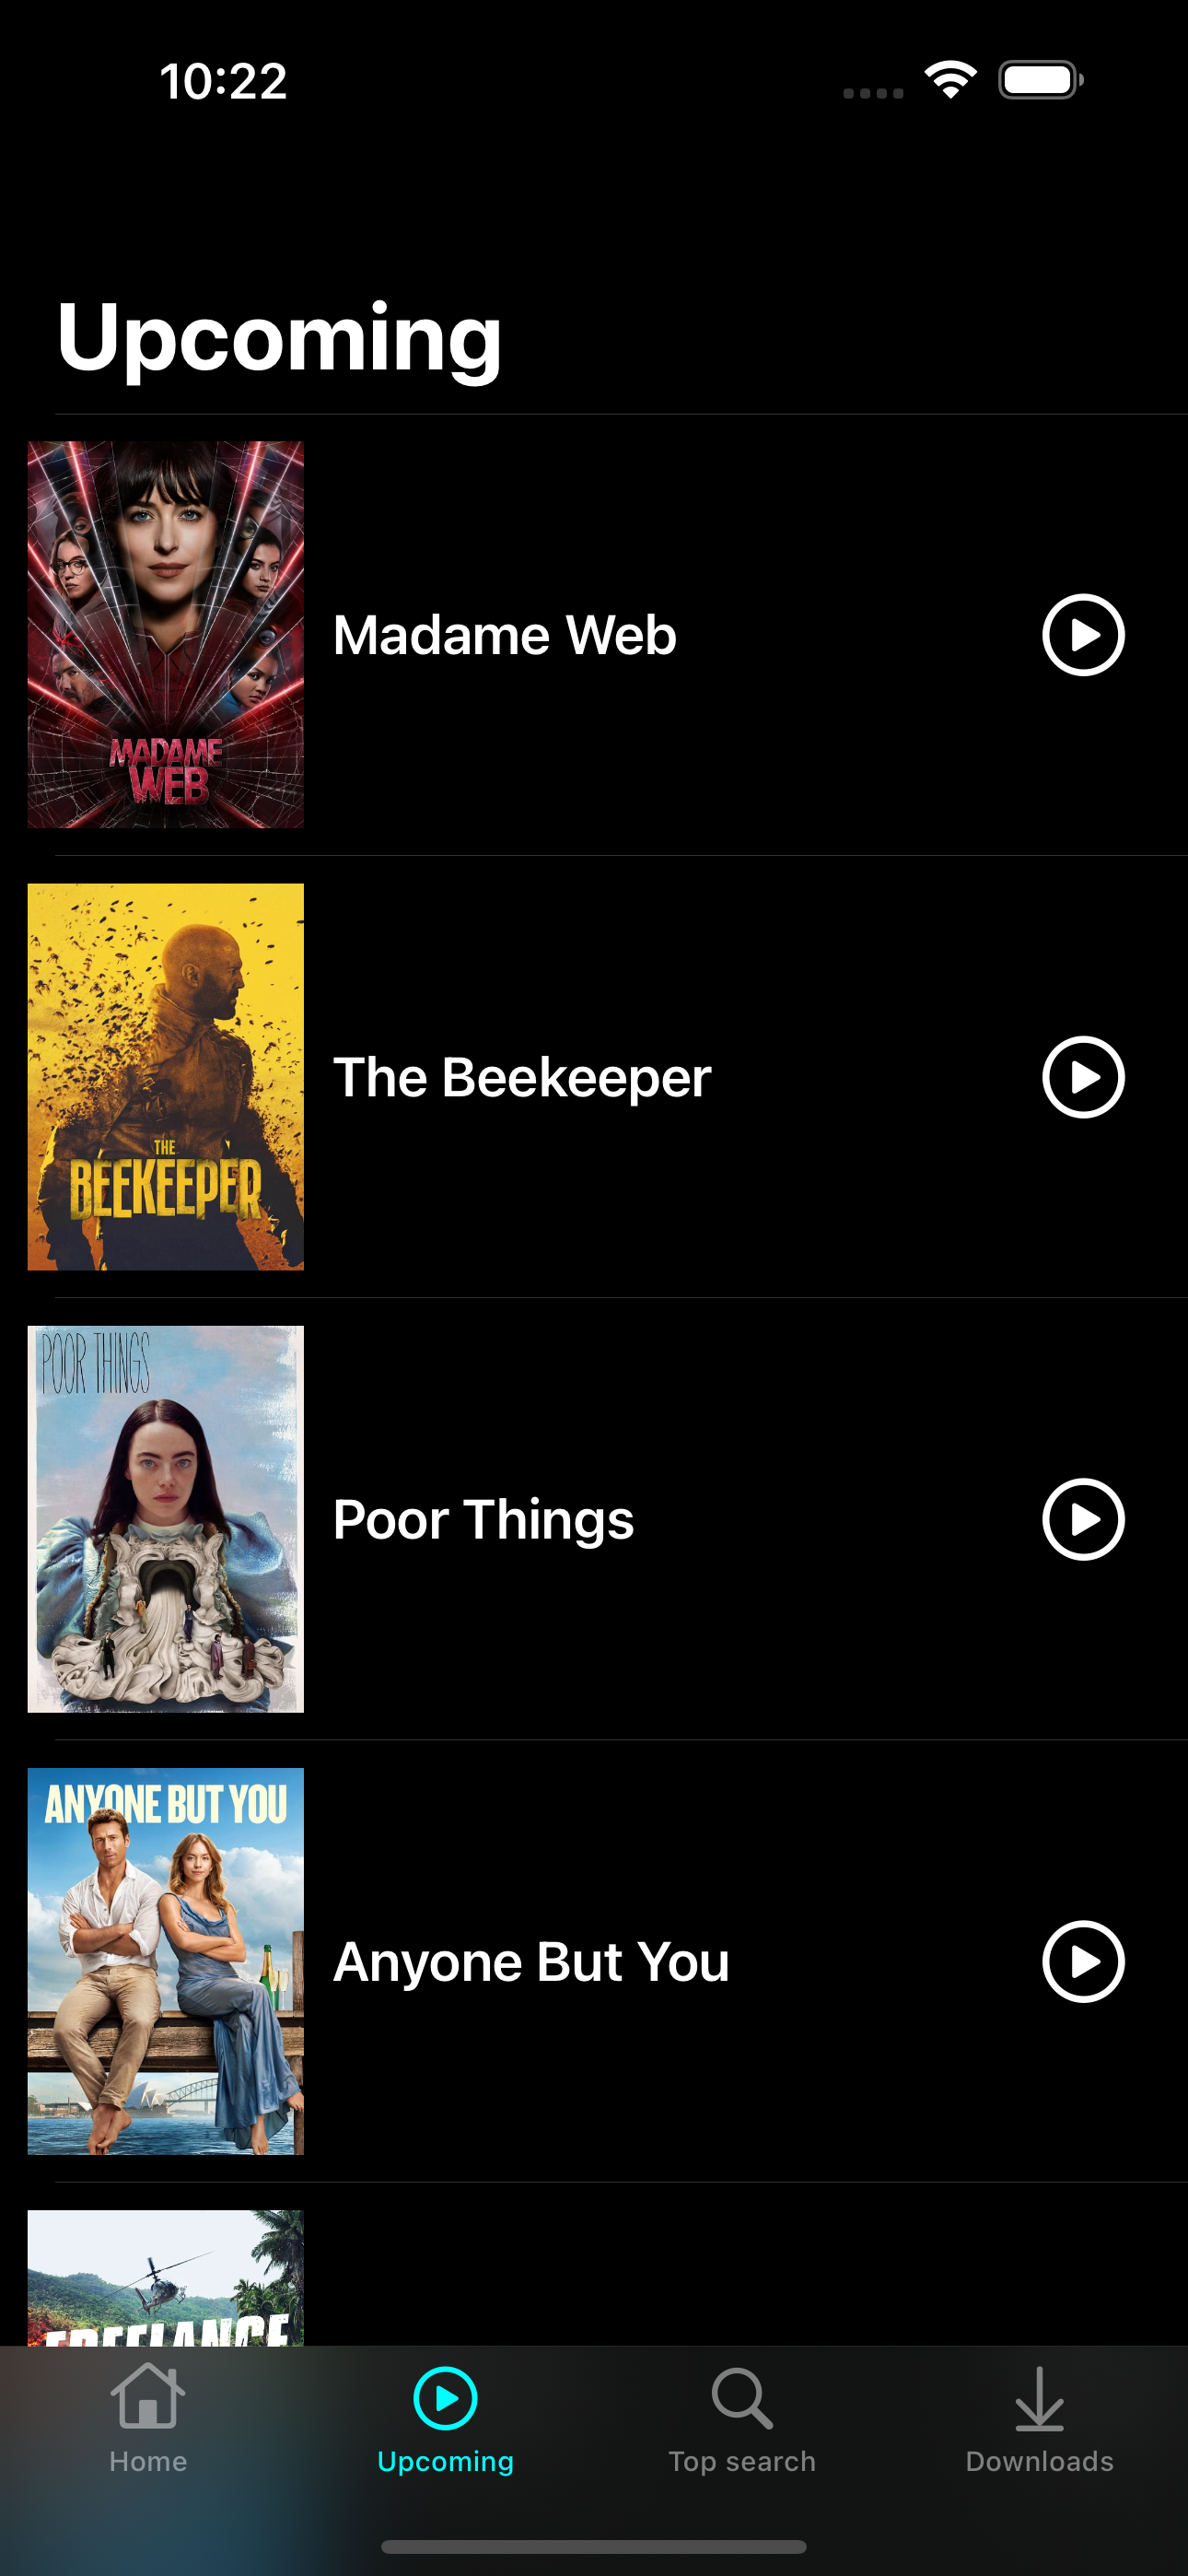 10:22
Upcoming
MADAME
WEB
Madame Web
THE
BEEKEEPER
The Beekeeper
POOR THINGS
Poor Things
ANYONE BUT YOU
Anyone But You
FREELANCE
Home
Upcoming
Top search
Downloads